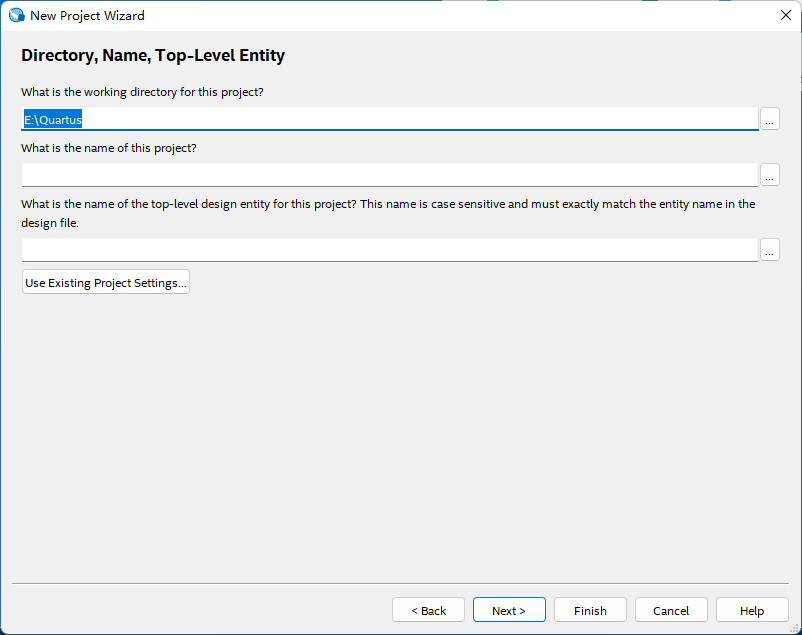 New Project Wizard
Directory, Name, Top-Level Entity
What is the working directory for this project?
E:\Quartus
...
What is the name of this project?
...
What is the name of the top-level design entity for this project? This name is case sensitive and must exactly match the entity name in the
design file.
...
Use Existing Project Settings...
< Back
Next >
Finish
Cancel
Help